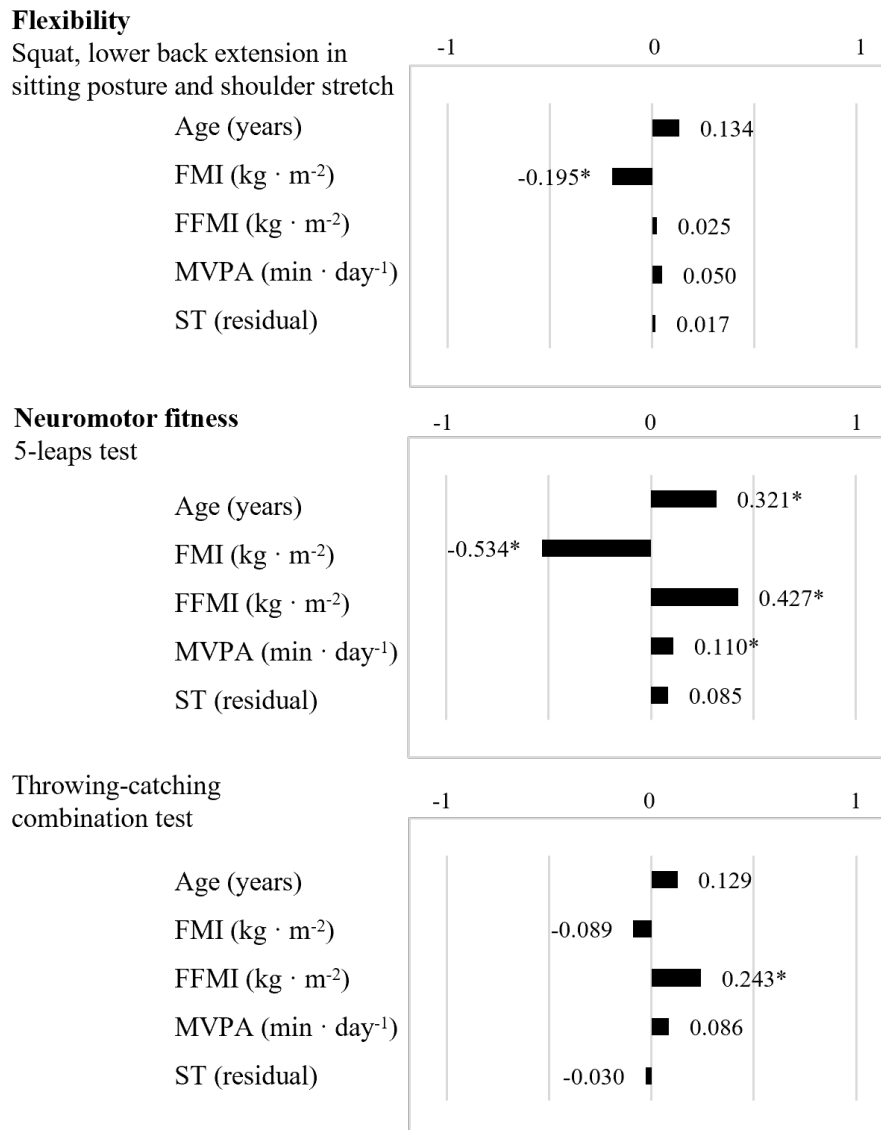 Flexibility
Squat, lower back extension in
sitting posture and shoulder stretch
-1 0 1
Age (years) 0.134
FMI (kg · m-2) -0.195*
FFMI (kg · m-2) 0.025
MVPA (min · day-1) 0.050
ST (residual) 0.017
Neuromotor fitness
5-leaps test
-1 0 1
Age (years) 0.321*
FMI (kg · m-2) -0.534*
FFMI (kg · m-2) 0.427*
MVPA (min · day-1) 0.110*
ST (residual) 0.085
Throwing-catching
combination test
-1 0 1
Age (years) 0.129
FMI (kg · m-2) -0.089
FFMI (kg · m-2) 0.243*
MVPA (min · day-1) 0.086
ST (residual) -0.030